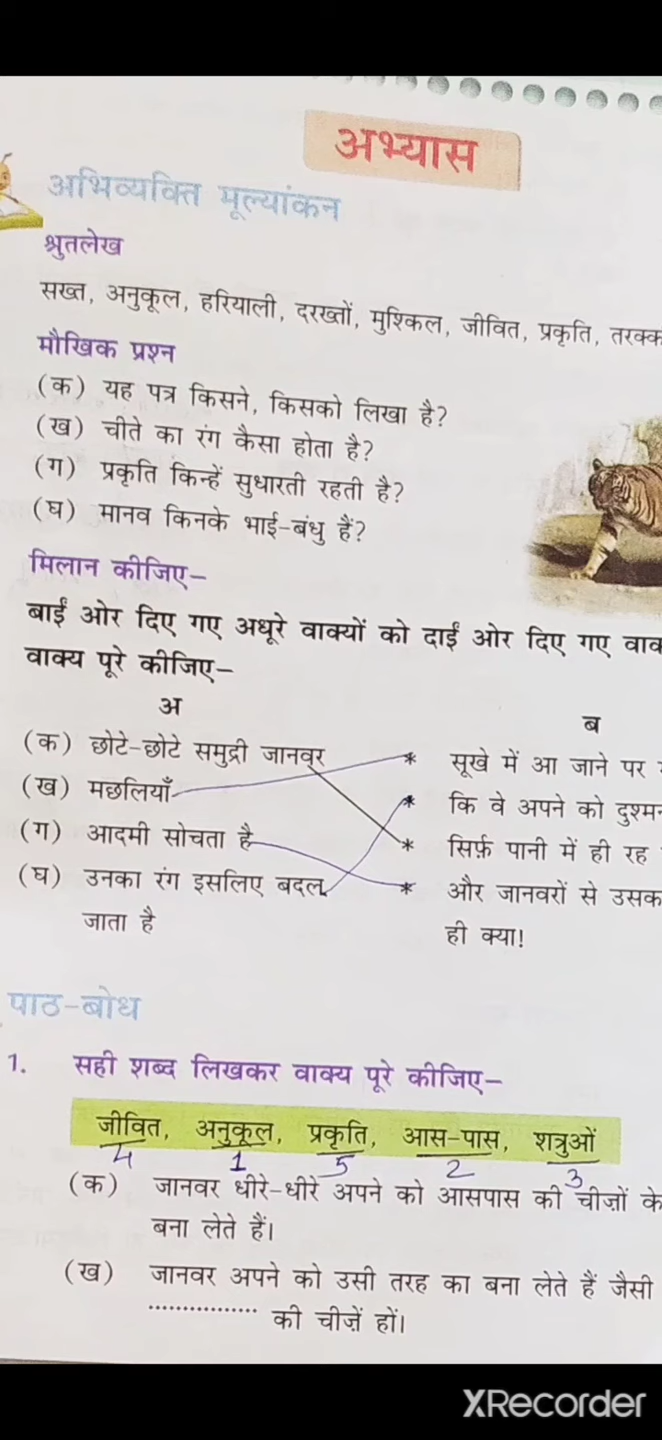 अभ्यास
अभिव्यक्ति मूल्यांकन
श्रुतलेख
सख्त, अनुकूल, हरियाली, दरख्तों, मुश्किल, जीवित, प्रकृति, तरक्क
मौखिक प्रश्न
(क) यह पत्र किसने, किसको लिखा है?
(ख) चीते का रंग कैसा होता है?
(ग) प्रकृति किन्हें सुधारती रहती है?
(घ) मानव किनके भाई-बंधु हैं?
मिलान कीजिए-
बाईं ओर दिए गए अधूरे वाक्यों को दाईं ओर दिए गए वाक
वाक्य पूरे कीजिए-
अ ब
(क) छोटे-छोटे समुद्री जानवर * सूखे में आ जाने पर
(ख) मछलियाँ * कि वे अपने को दुश्मन
(ग) आदमी सोचता है * सिर्फ़ पानी में ही रह
(घ) उनका रंग इसलिए बदल * और जानवरों से उसक
जाता है ही क्या!
पाठ-बोध
1. सही शब्द लिखकर वाक्य पूरे कीजिए-
जीवित, अनुकूल, प्रकृति, आस-पास, शत्रुओं
4 1 5 2 3
(क) जानवर धीरे-धीरे अपने को आसपास की चीज़ों के
बना लेते हैं।
(ख) जानवर अपने को उसी तरह का बना लेते हैं जैसी
................ की चीज़ें हों।
XRecorder